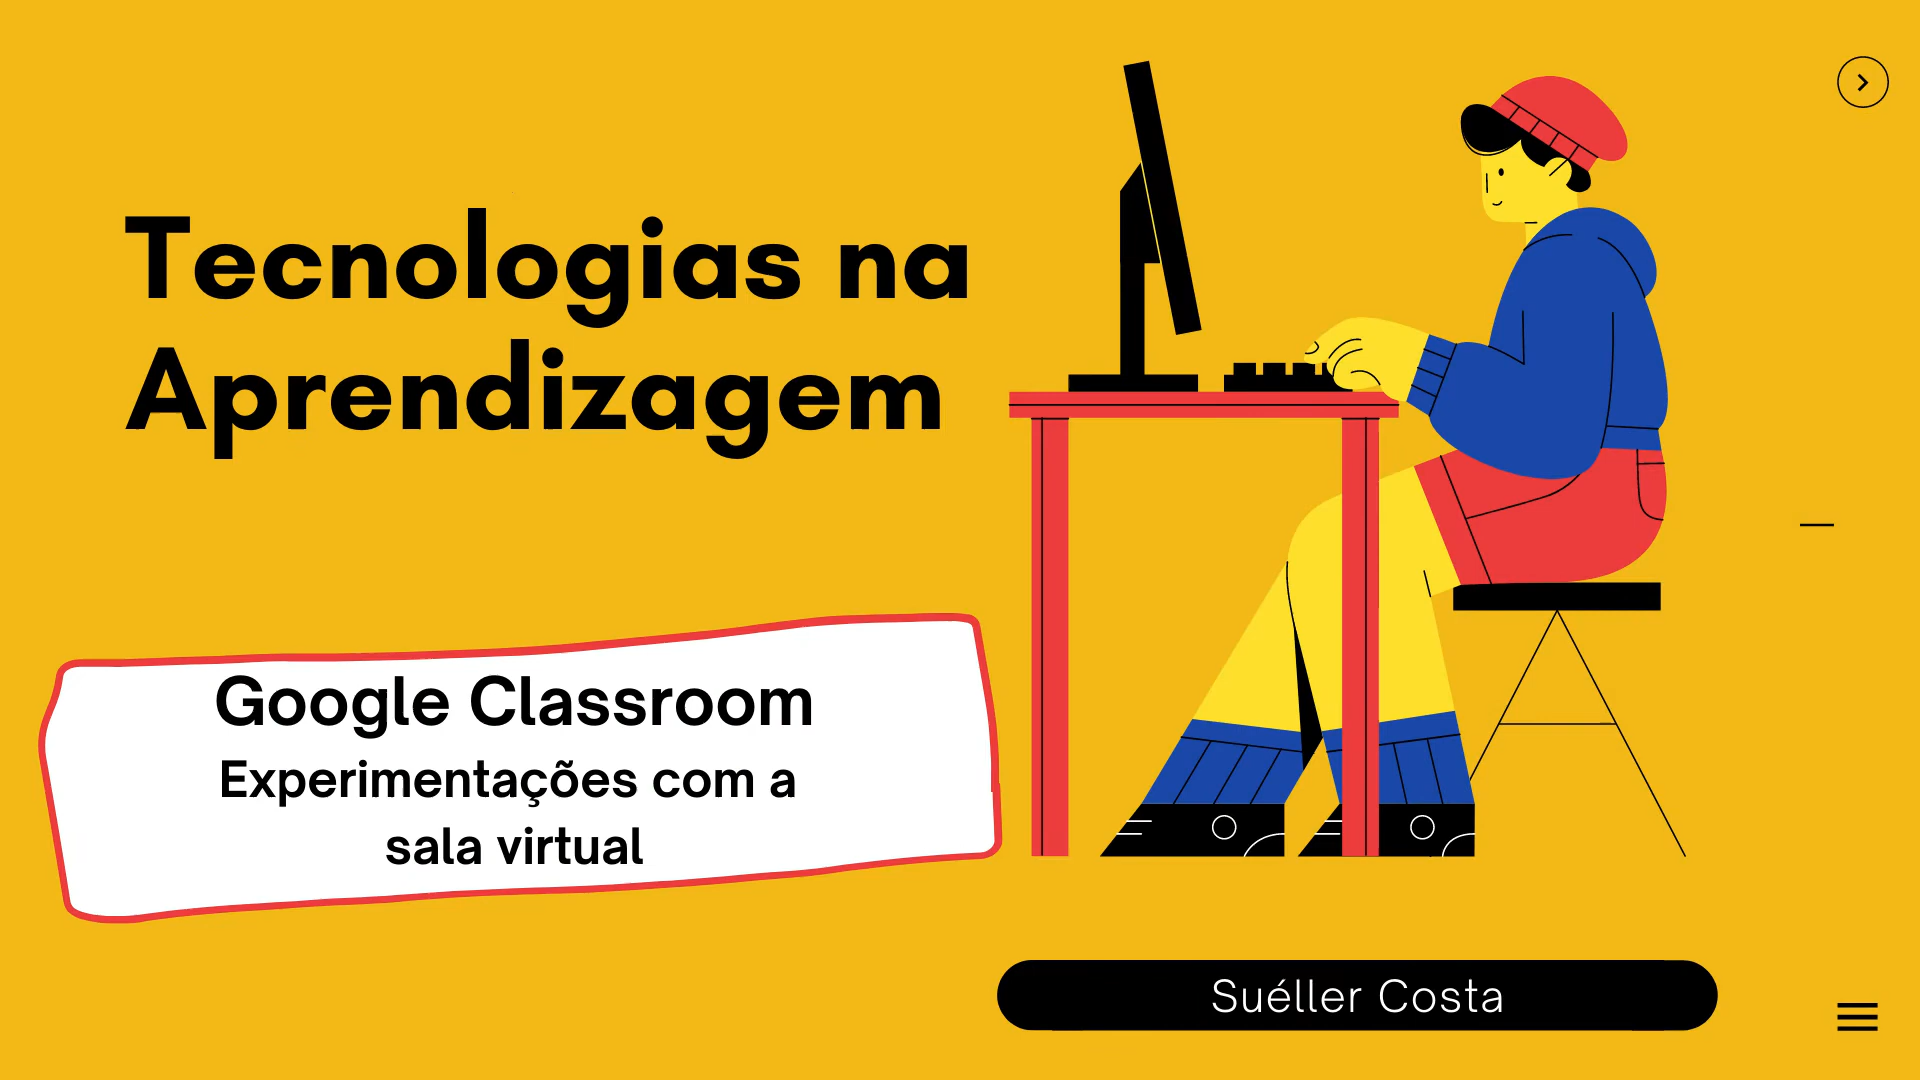 Tecnologias na
Aprendizagem
Google Classroom
Experimentações com a
sala virtual
Suéller Costa